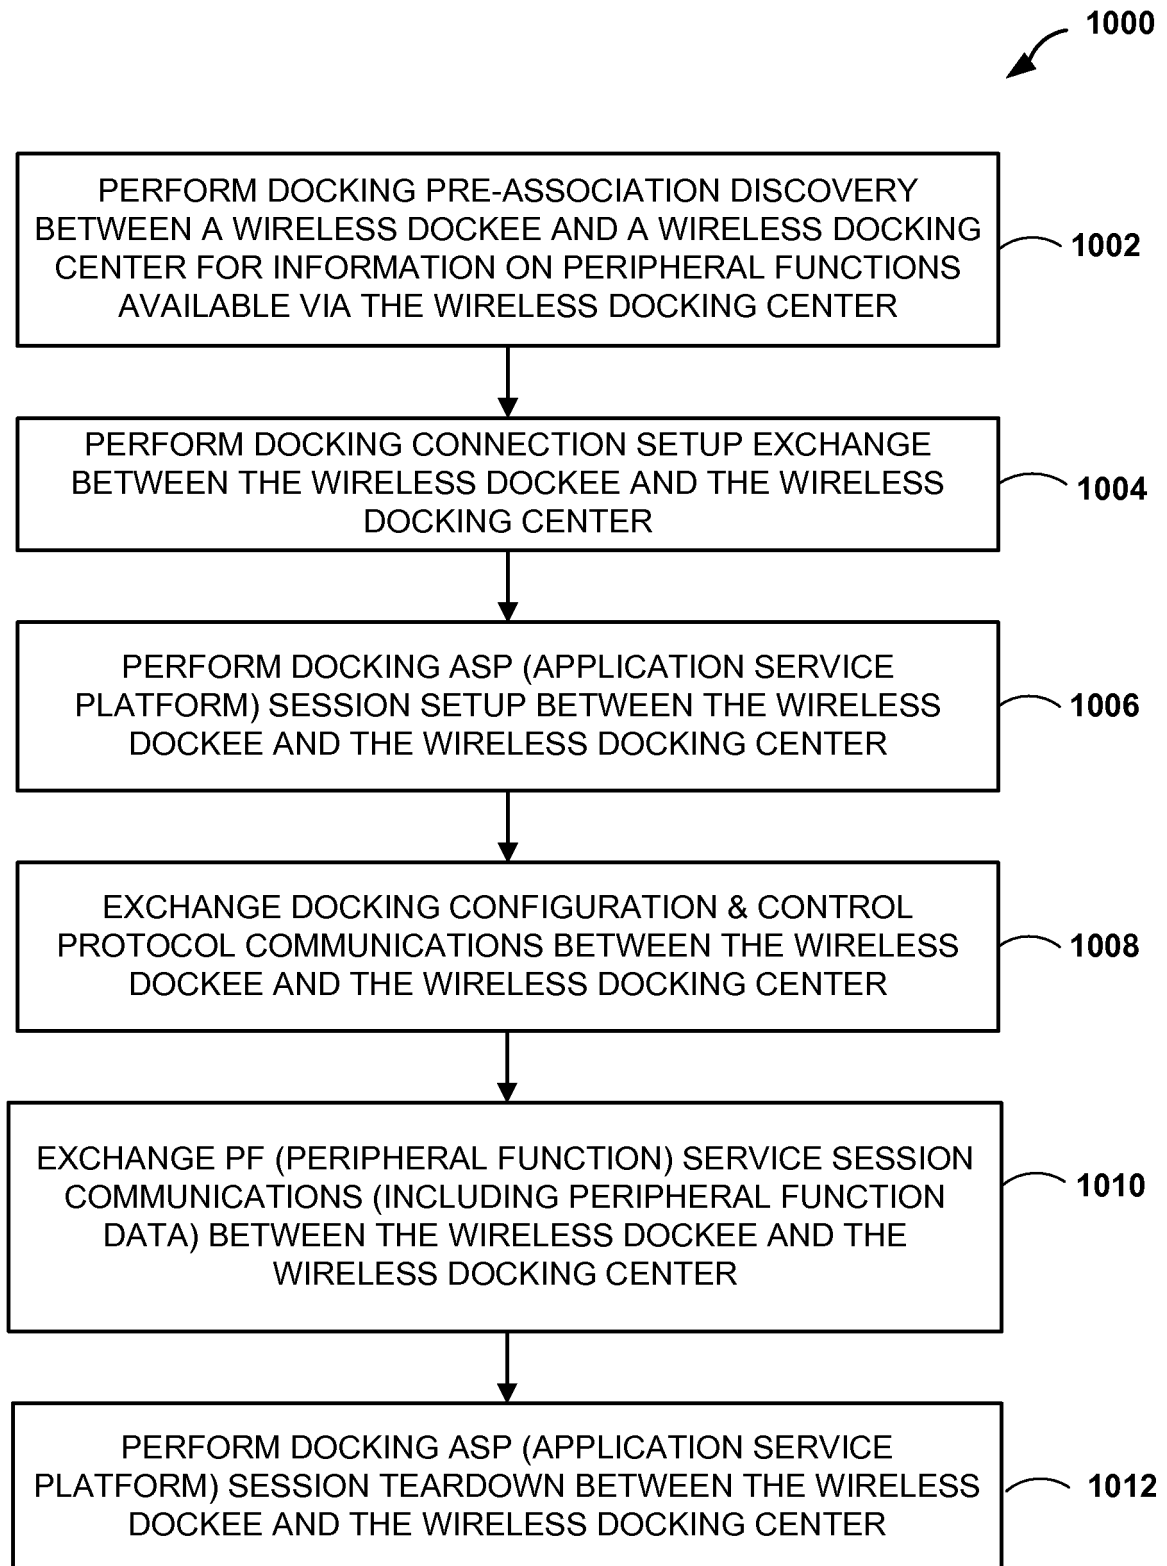 1000
PERFORM DOCKING PRE-ASSOCIATION DISCOVERY
BETWEEN A WIRELESS DOCKEE AND A WIRELESS DOCKING
CENTER FOR INFORMATION ON PERIPHERAL FUNCTIONS
AVAILABLE VIA THE WIRELESS DOCKING CENTER
1002
PERFORM DOCKING CONNECTION SETUP EXCHANGE
BETWEEN THE WIRELESS DOCKEE AND THE WIRELESS
DOCKING CENTER
1004
PERFORM DOCKING ASP (APPLICATION SERVICE
PLATFORM) SESSION SETUP BETWEEN THE WIRELESS
DOCKEE AND THE WIRELESS DOCKING CENTER
1006
EXCHANGE DOCKING CONFIGURATION & CONTROL
PROTOCOL COMMUNICATIONS BETWEEN THE WIRELESS
DOCKEE AND THE WIRELESS DOCKING CENTER
1008
EXCHANGE PF (PERIPHERAL FUNCTION) SERVICE SESSION
COMMUNICATIONS (INCLUDING PERIPHERAL FUNCTION
DATA) BETWEEN THE WIRELESS DOCKEE AND THE
WIRELESS DOCKING CENTER
1010
PERFORM DOCKING ASP (APPLICATION SERVICE
PLATFORM) SESSION TEARDOWN BETWEEN THE WIRELESS
DOCKEE AND THE WIRELESS DOCKING CENTER
1012